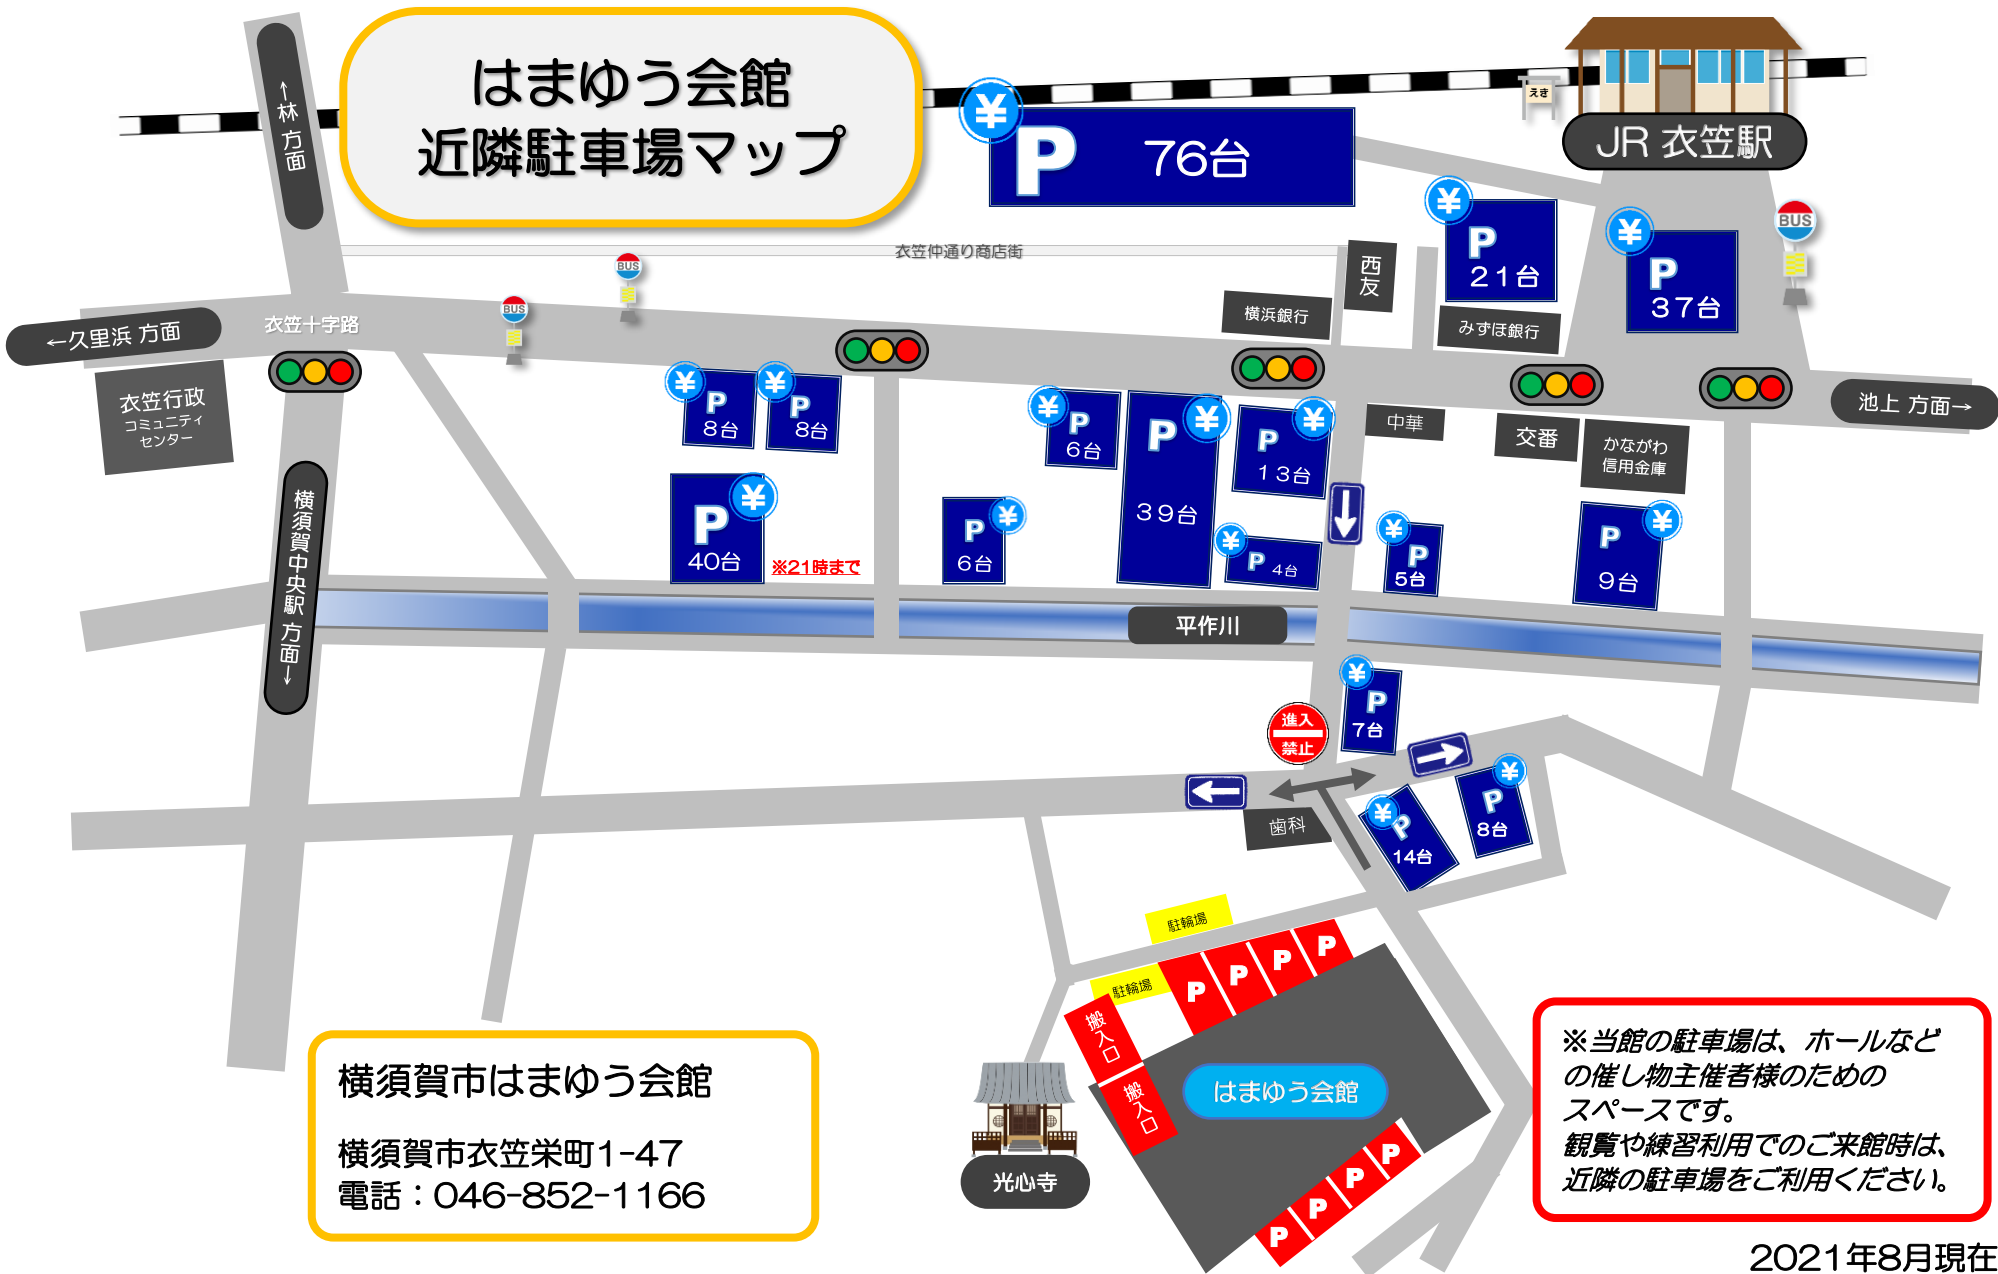 はまゆう会館
近隣駐車場マップ
←林 方面
¥
P 76台
えき
JR 衣笠駅
¥
P
21台
¥
P
37台
BUS
衣笠仲通り商店街
西友
BUS
BUS
横浜銀行
みずほ銀行
←久里浜 方面
衣笠十字路
池上 方面→
衣笠行政
コミュニティ
センター
¥
P
8台
¥
P
8台
¥
P
6台
¥
P
39台
¥
P
13台
中華
交番
かながわ
信用金庫
横須賀中央駅 方面→
¥
P
40台
※21時まで
¥
P
6台
¥
P
4台
¥
P
5台
¥
P
9台
平作川
¥
P
7台
進入
禁止
歯科
¥
P
14台
¥
P
8台
駐輪場
駐輪場
P
P
P
P
搬入口
搬入口
はまゆう会館
P
P
P
P
光心寺
横須賀市はまゆう会館
横須賀市衣笠栄町1-47
電話：046-852-1166
※当館の駐車場は、ホールなど
の催し物主催者様のための
スペースです。
観覧や練習利用でのご来館時は、
近隣の駐車場をご利用ください。
2021年8月現在